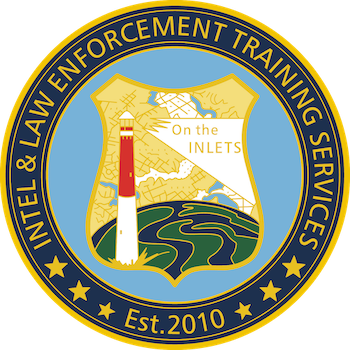 INTEL & LAW ENFORCEMENT TRAINING SERVICES
On the
INLETS
Est.2010